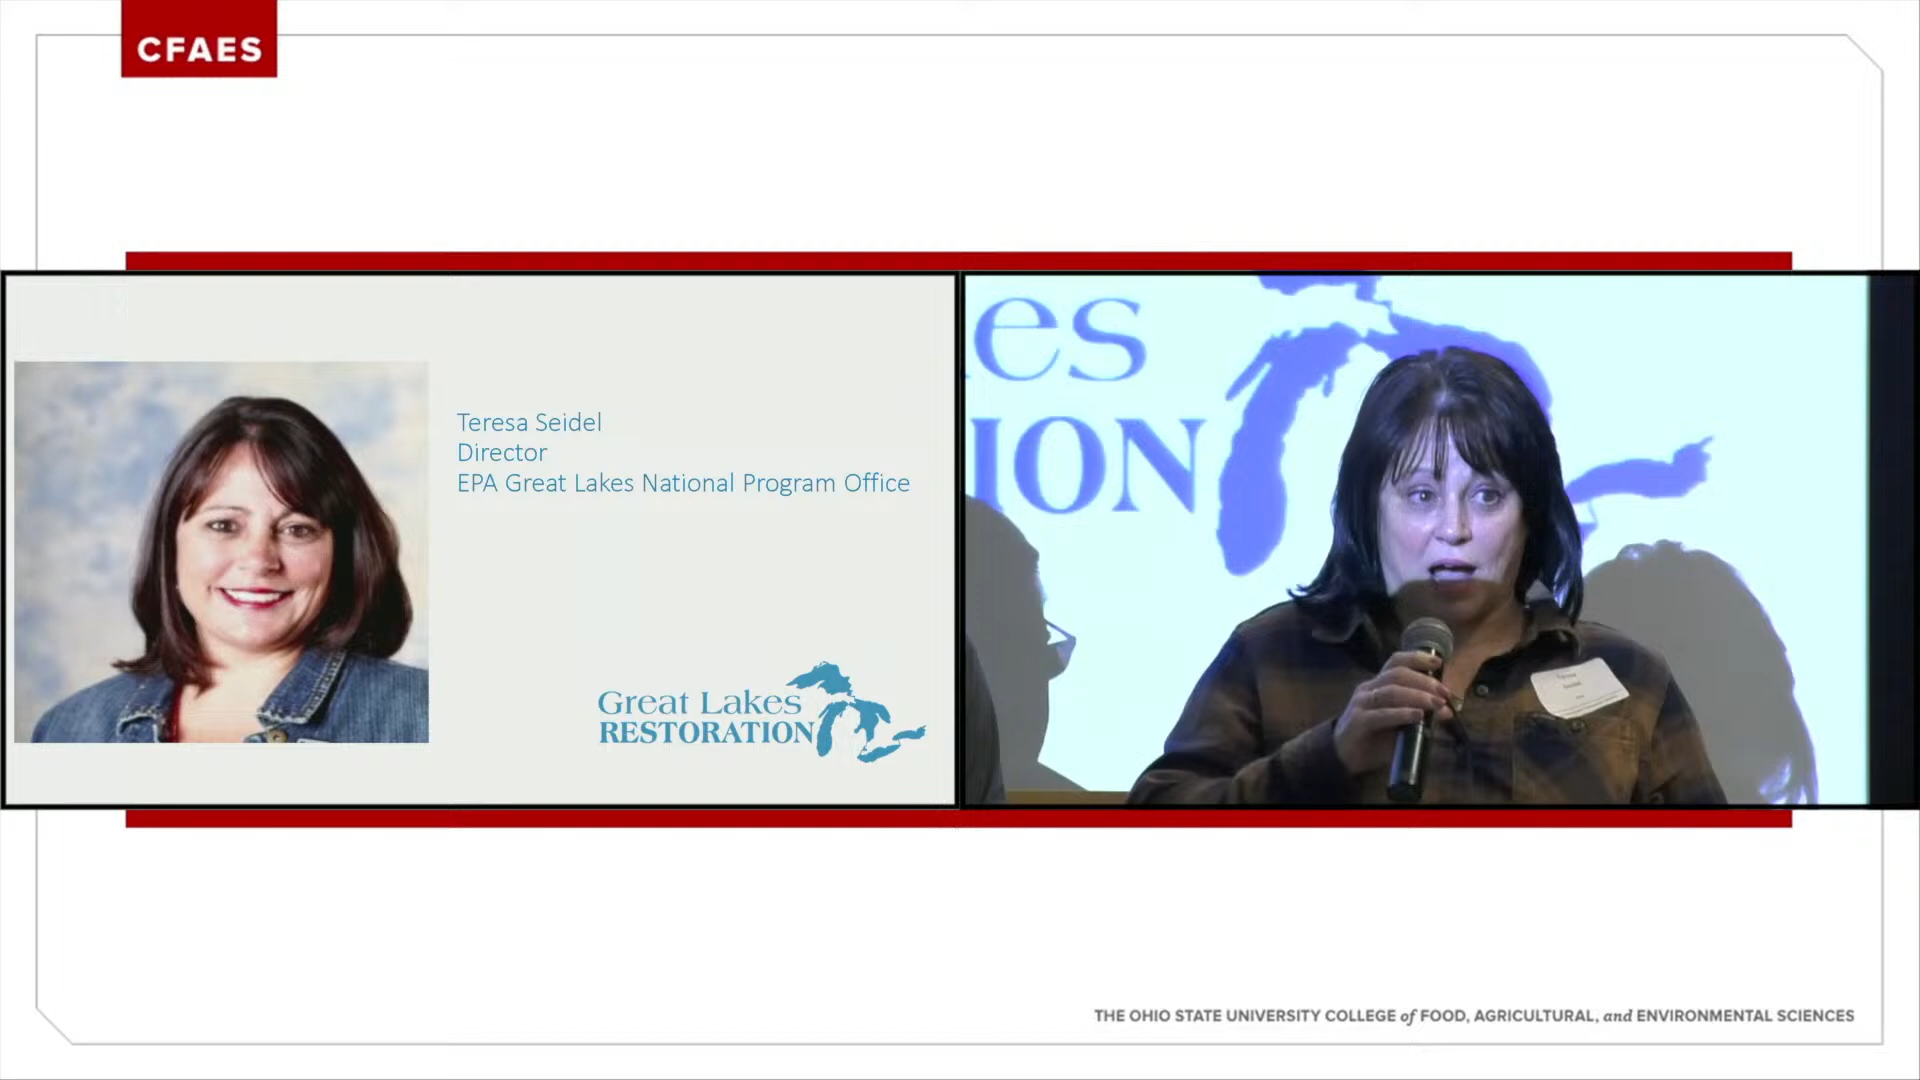 CFAES
Teresa Seidel
Director
EPA Great Lakes National Program Office
Great Lakes
RESTORATION
es
ION
THE OHIO STATE UNIVERSITY COLLEGE of FOOD, AGRICULTURAL, and ENVIRONMENTAL SCIENCES